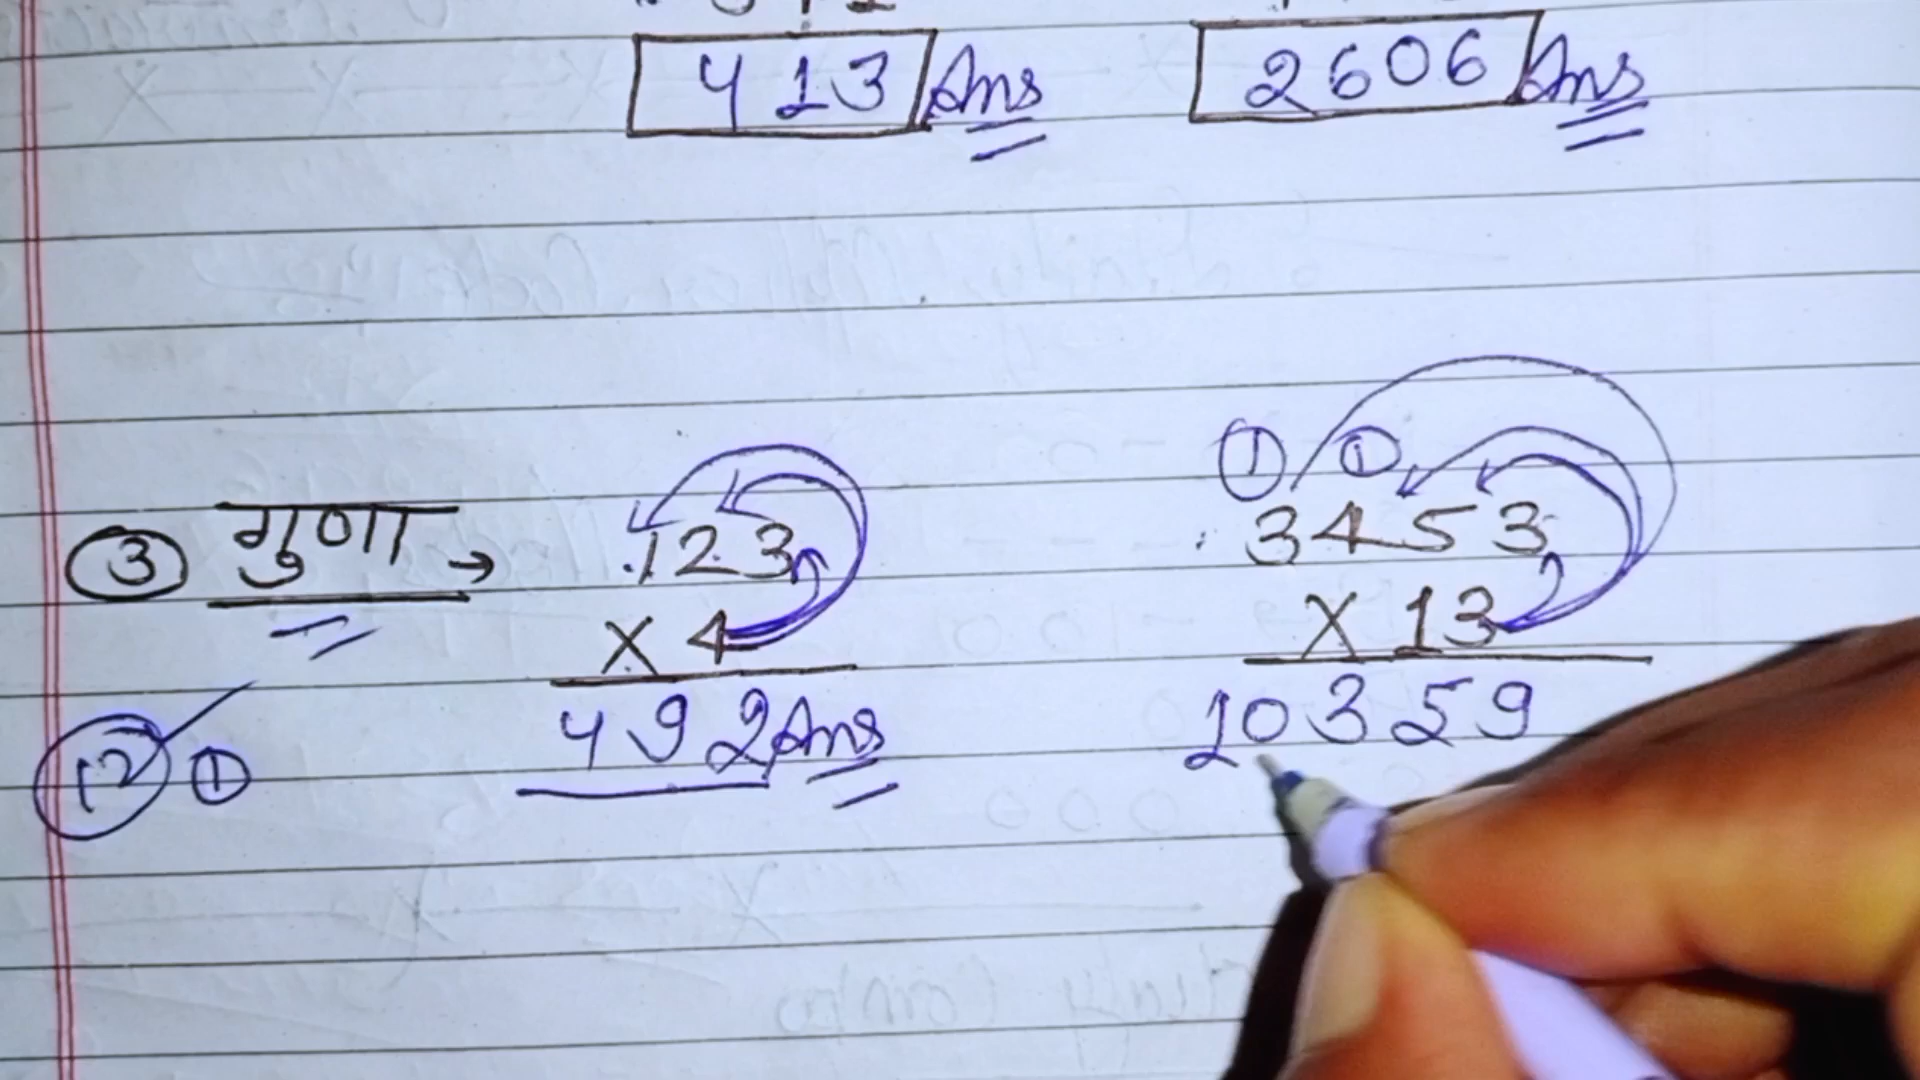 413 Ans 2606 Ans
① ①
③ गुणा → 123 3453
X 4 X 13
492 Ans 10359
⑫ ①